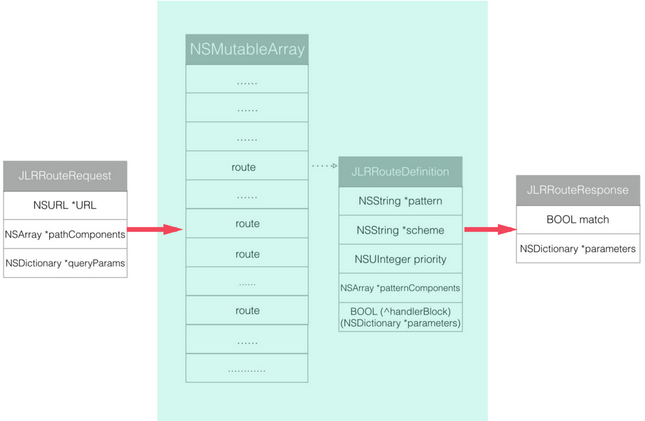 JLRRouteRequest
NSURL *URL
NSArray *pathComponents
NSDictionary *queryParams
NSMutableArray
......
......
......
route
......
route
route
......
route
......
............
JLRRouteDefinition
NSString *pattern
NSString *scheme
NSUInteger priority
NSArray *patternComponents
BOOL (^handlerBlock)
(NSDictionary *parameters)
JLRRouteResponse
BOOL match
NSDictionary *parameters